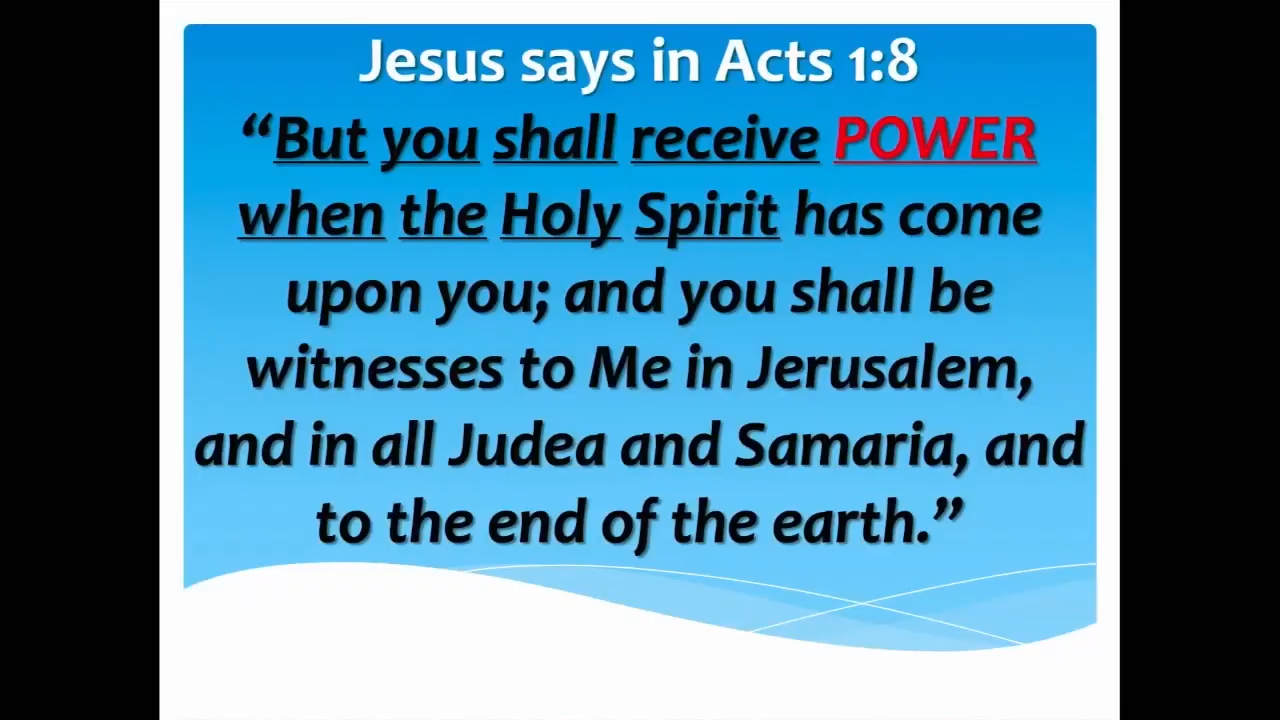 Jesus says in Acts 1:8
“But you shall receive POWER
when the Holy Spirit has come
upon you; and you shall be
witnesses to Me in Jerusalem,
and in all Judea and Samaria, and
to the end of the earth.”